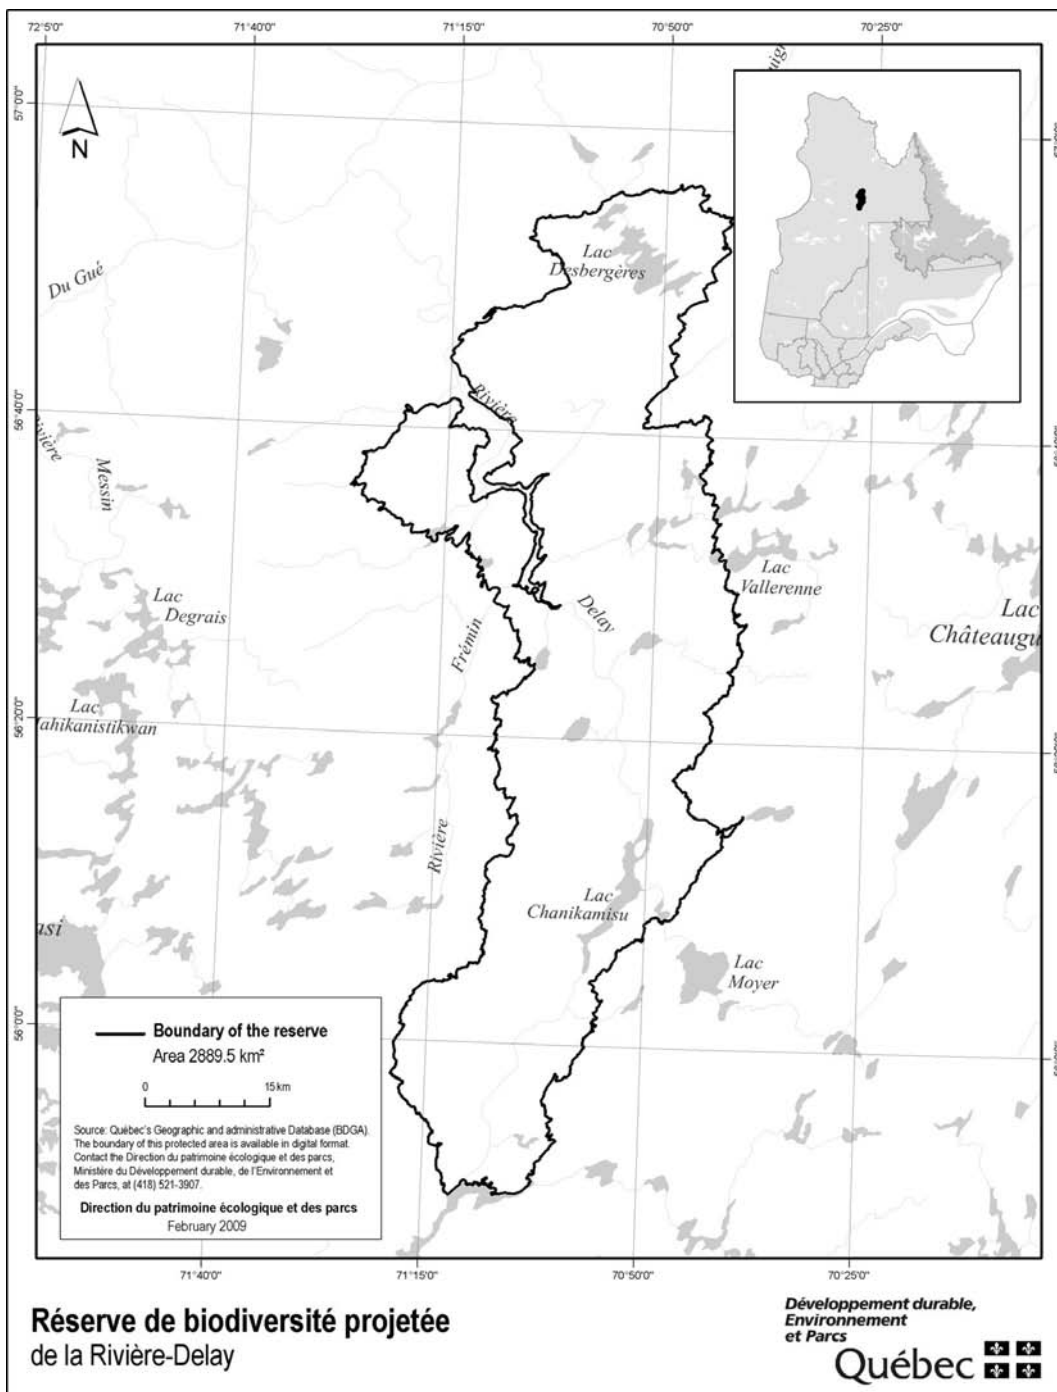 72°5'0"
71°40'0"
71°15'0"
70°50'0"
70°25'0"
57°0'0"
N
Lac
Desbergères
Du Gué
56°40'0"
Rivière
Rivière
Messin
Lac
Vallerenne
Lac
Degrais
Delay
Lac
Frémin
56°20'0"
Lac
Rivière
Lac
Chanikamisu
Lac
Moyer
56°0'0"
Boundary of the reserve
Area 2889.5 km²
0 15 km
Source: Québec's Geographic and administrative Database (BDGA).
The boundary of this protected area is available in digital format.
Contact the Direction du patrimoine écologique et des parcs,
Ministère du Développement durable, de l'Environnement et
des Parcs, at (418) 521-3907.
Direction du patrimoine écologique et des parcs
February 2009
71°40'0"
71°15'0"
70°50'0"
70°25'0"
Réserve de biodiversité projetée
de la Rivière-Delay
Développement durable,
Environnement
et Parcs
Québec